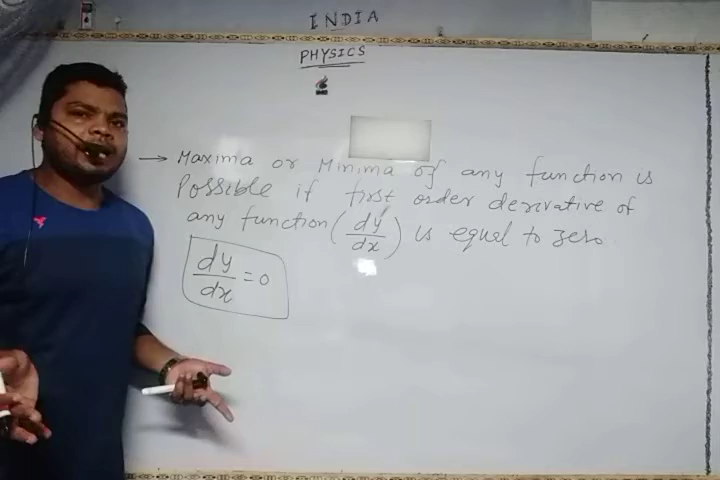 INDIA
PHYSICS
→ Maxima or Minima of any function is
Possible if first order derivative of
any function (dy/dx) is equal to zero.
dy/dx = 0